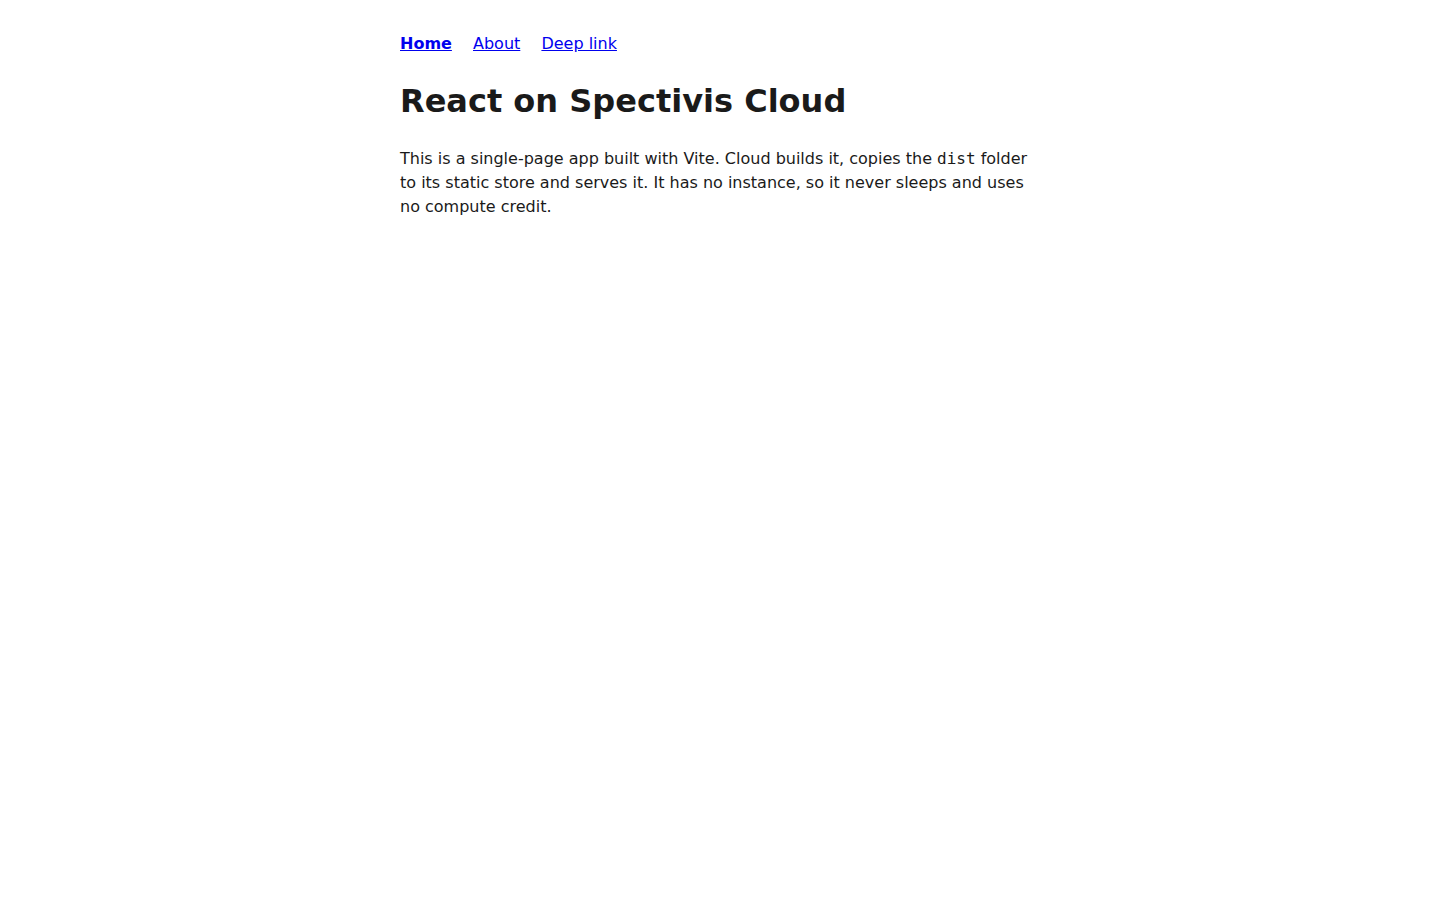 Home About Deep link
React on Spectivis Cloud
This is a single-page app built with Vite. Cloud builds it, copies the dist folder
to its static store and serves it. It has no instance, so it never sleeps and uses
no compute credit.